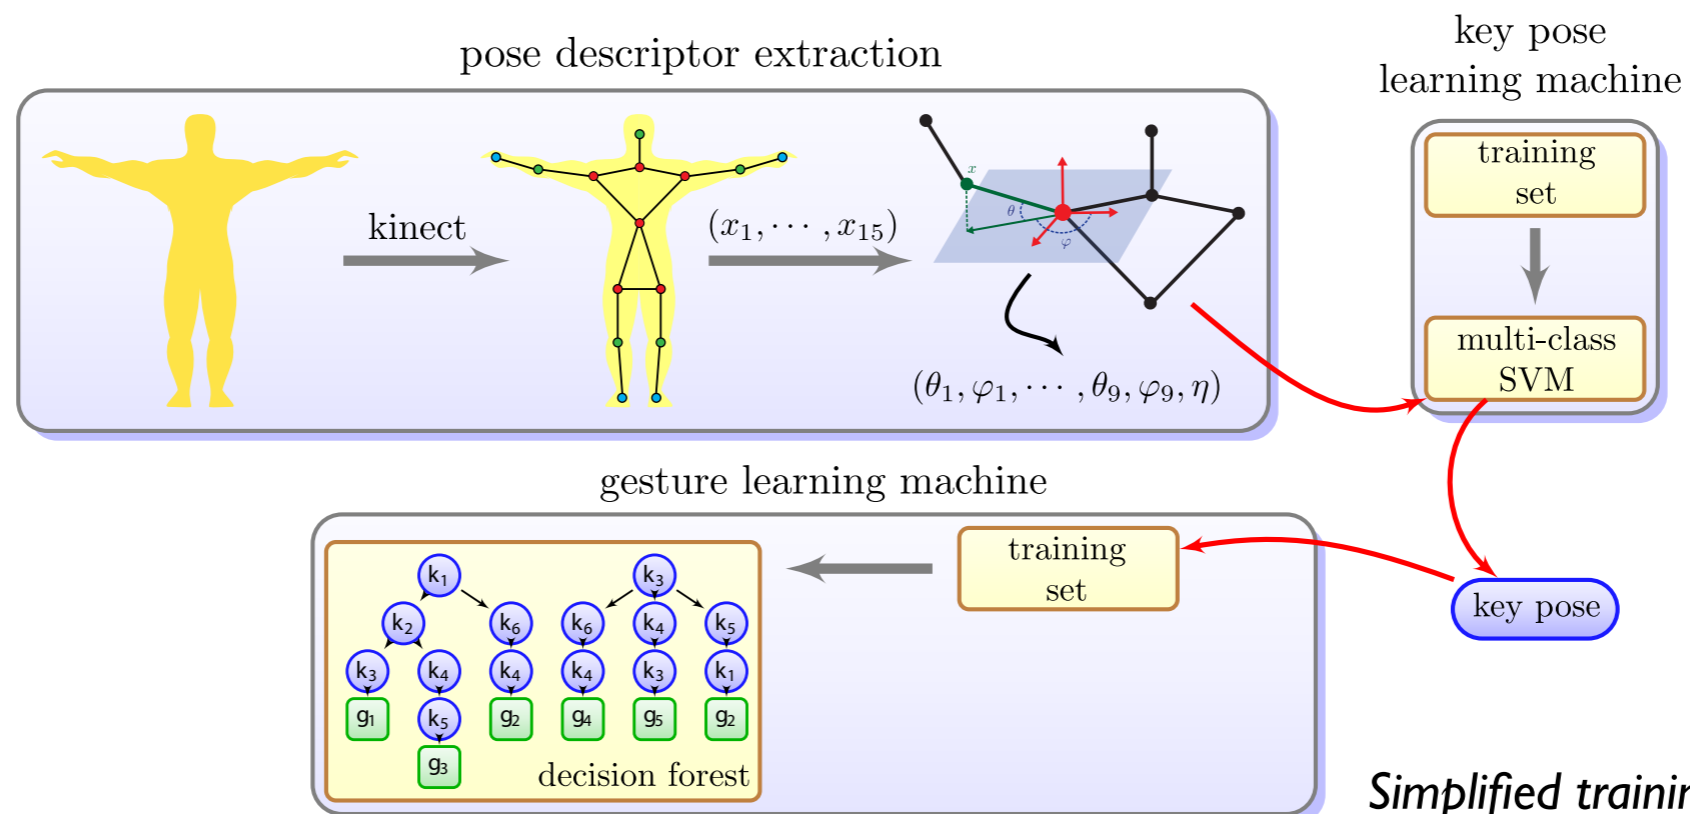 pose descriptor extraction
key pose
learning machine
kinect
(x₁, ⋯ , x₁₅)
x
θ
φ
(θ₁, φ₁, ⋯ , θ₉, φ₉, η)
training
set
multi-class
SVM
gesture learning machine
training
set
key pose
k₁ k₃
k₂ k₆ k₆ k₄ k₅
k₃ k₄ k₄ k₄ k₃ k₁
g₁ k₅ g₂ g₄ g₅ g₂
g₃
decision forest
Simplified trainin